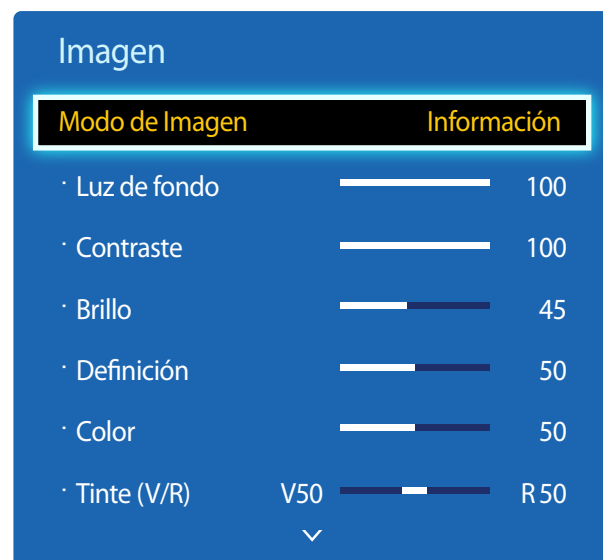 Imagen
Modo de Imagen Información
· Luz de fondo 100
· Contraste 100
· Brillo 45
· Definición 50
· Color 50
· Tinte (V/R) V50 R50